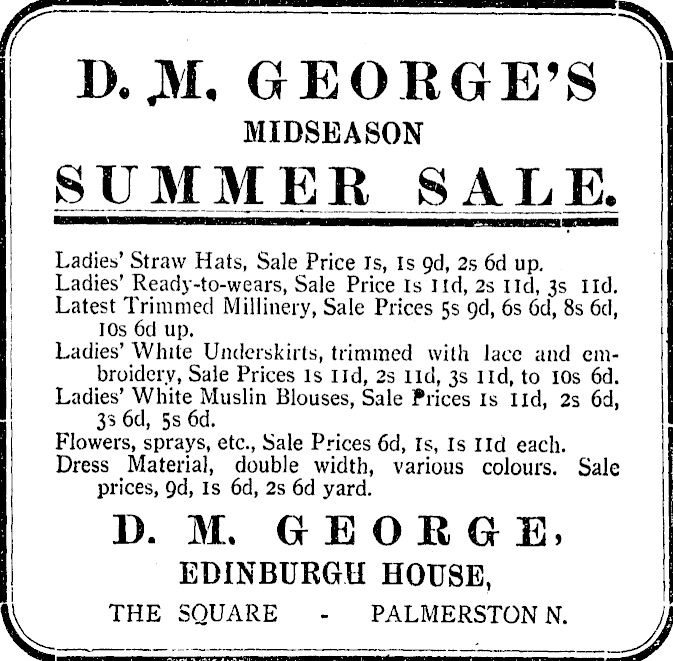 D. M. GEORGE'S
MIDSEASON
SUMMER SALE.
Ladies' Straw Hats, Sale Price 1s, 1s 9d, 2s 6d up.
Ladies' Ready-to-wears, Sale Price 1s 11d, 2s 11d, 3s 11d.
Latest Trimmed Millinery, Sale Prices 5s 9d, 6s 6d, 8s 6d,
10s 6d up.
Ladies' White Underskirts, trimmed with lace and em-
broidery, Sale Prices 1s 11d, 2s 11d, 3s 11d, to 10s 6d.
Ladies' White Muslin Blouses, Sale Prices 1s 11d, 2s 6d,
3s 6d, 5s 6d.
Flowers, sprays, etc., Sale Prices 6d, 1s, 1s 11d each.
Dress Material, double width, various colours. Sale
prices, 9d, 1s 6d, 2s 6d yard.
D. M. GEORGE,
EDINBURGH HOUSE,
THE SQUARE - PALMERSTON N.